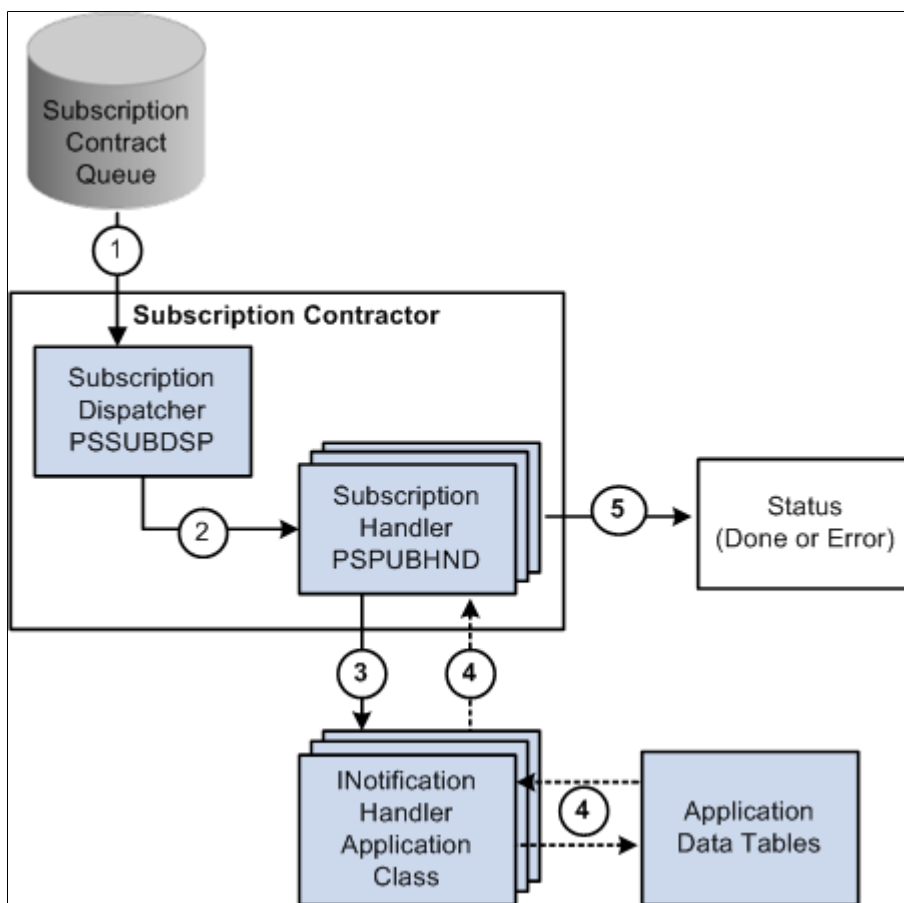 Subscription
Contract
Queue
1
Subscription Contractor
Subscription
Dispatcher
PSSUBDSP
2
Subscription
Handler
PSPUBHND
5
Status
(Done or Error)
3
4
INotification
Handler
Application
Class
4
Application
Data Tables